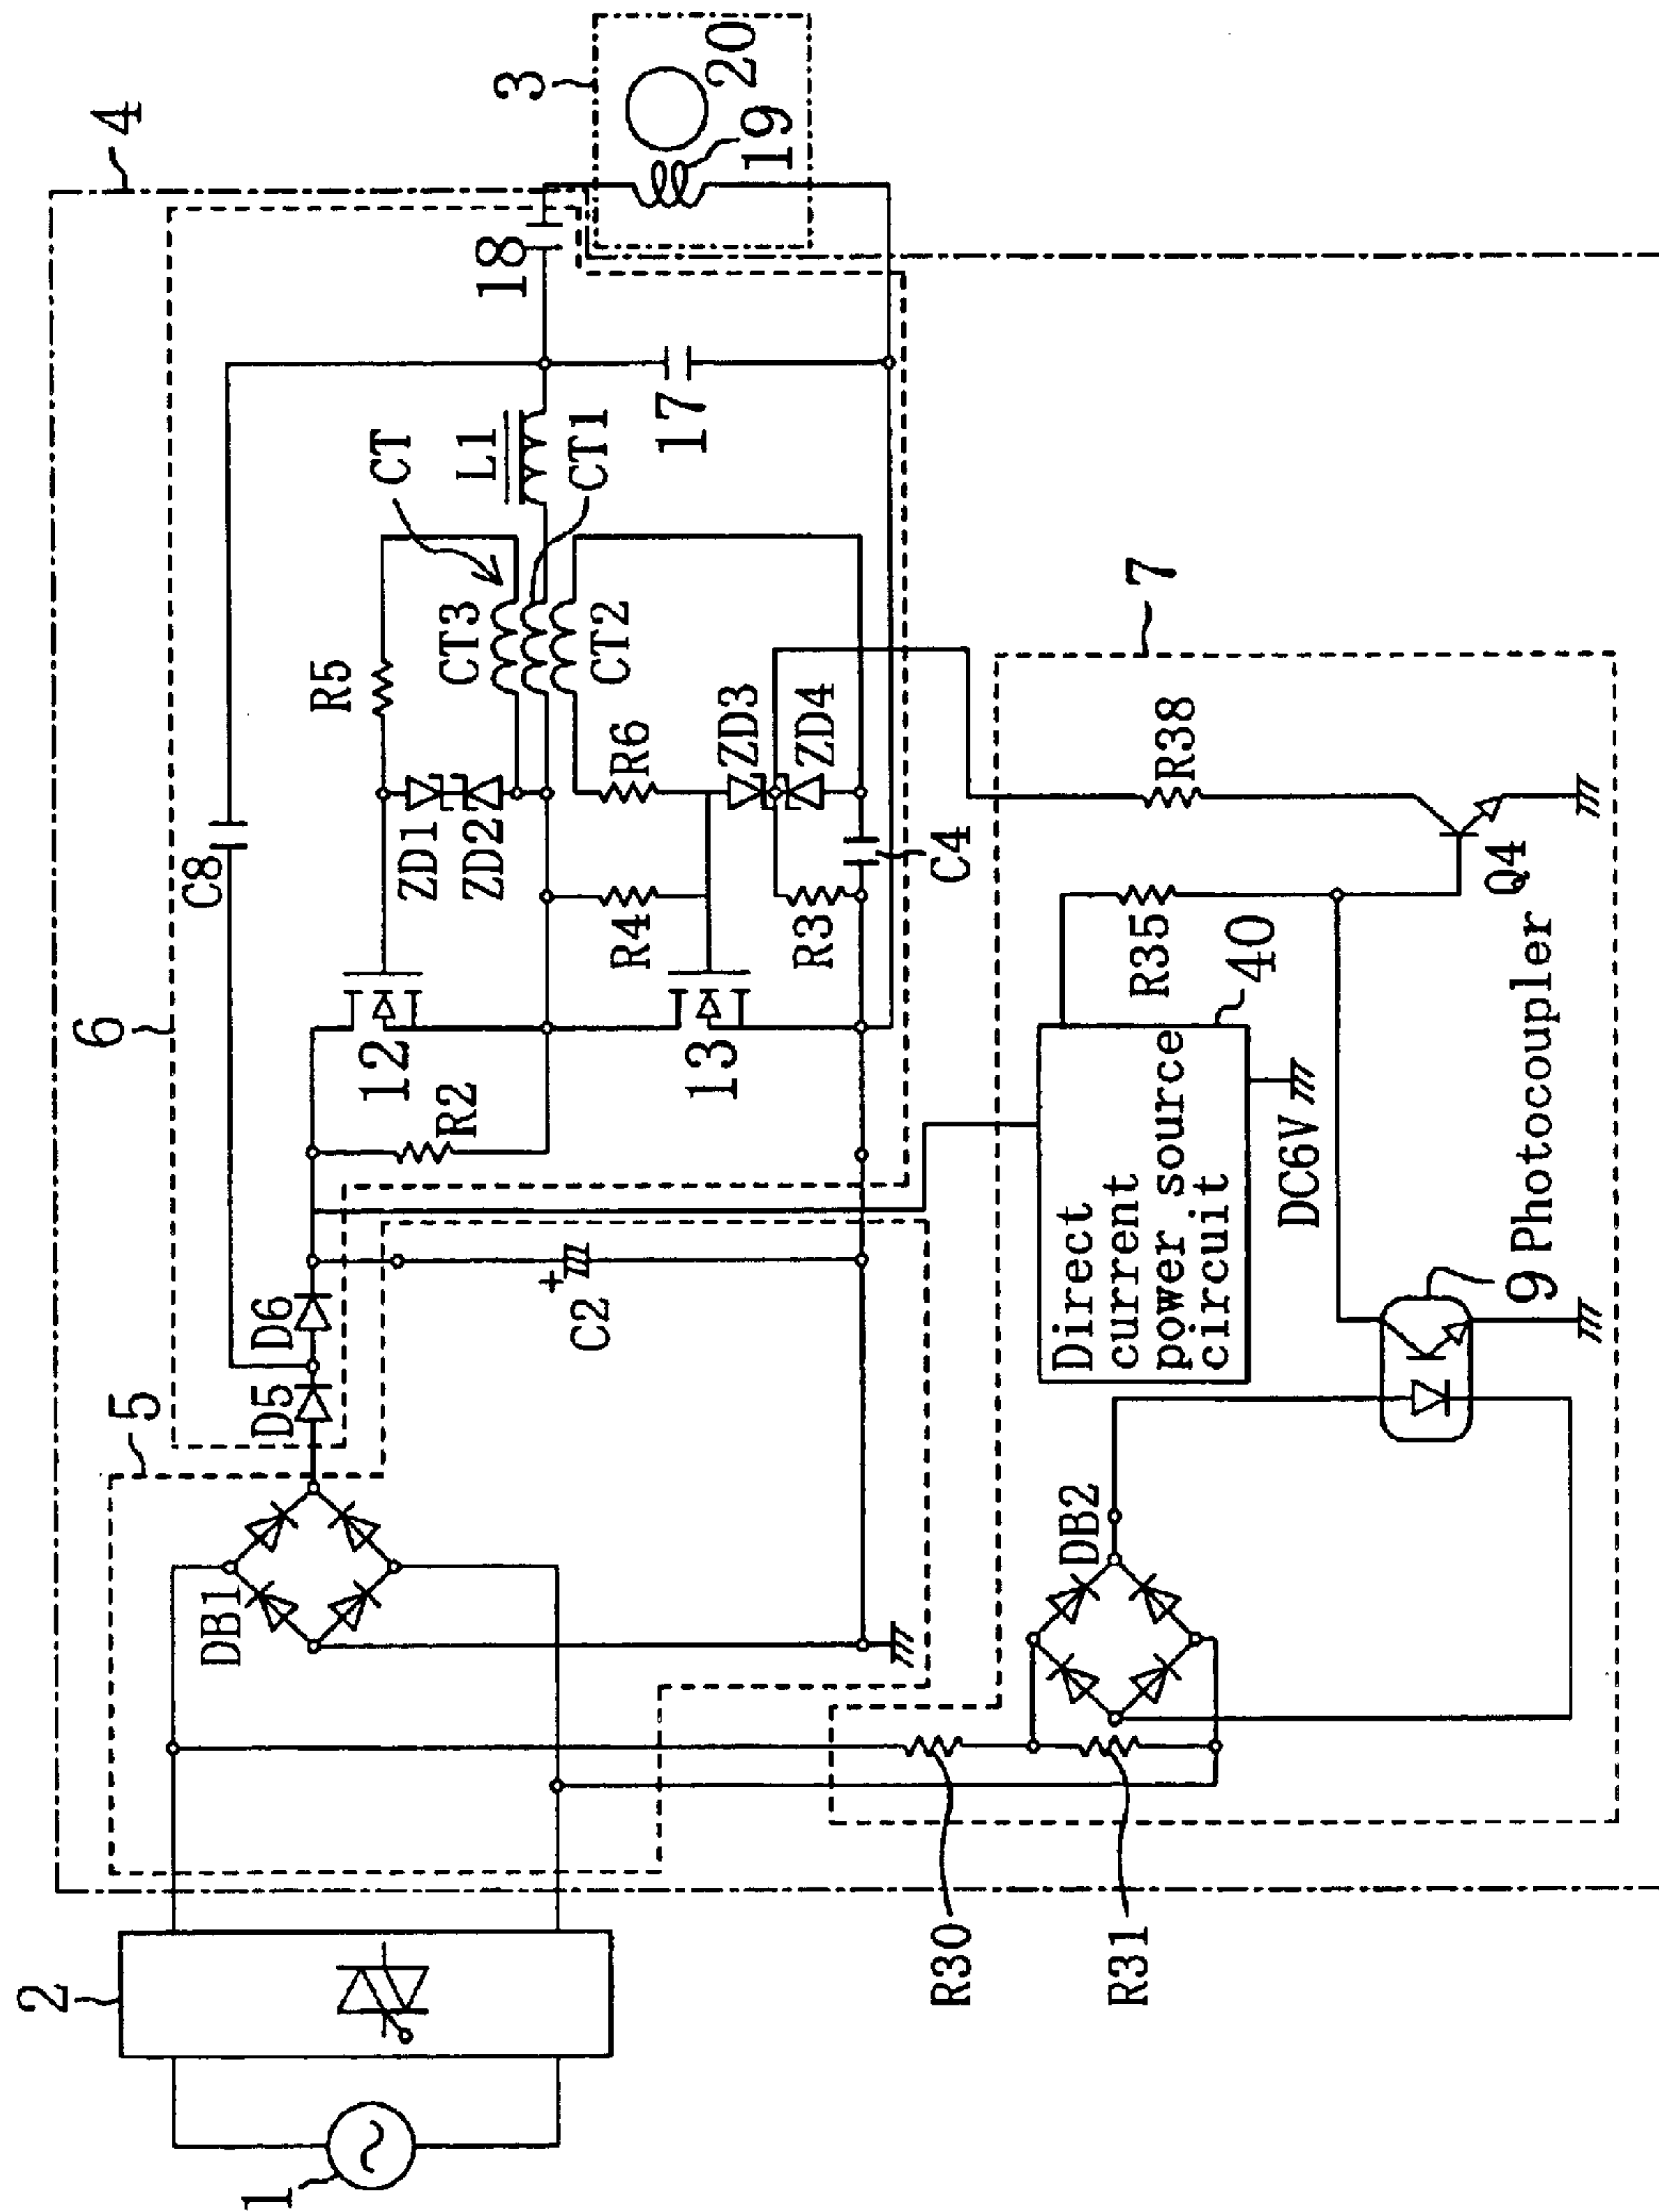 4
6
5
3
2
1
C8
18
20
19
R5
CT
L1
CT1
CT3
CT2
17
D5
D6
DB1
12
R2
ZD1
ZD2
R4
R6
13
ZD3
ZD4
R3
C4
C2
+
7
R30
R31
DB2
Direct
current
power source
circuit
40
DC6V
R35
R38
Q4
9
Photocoupler